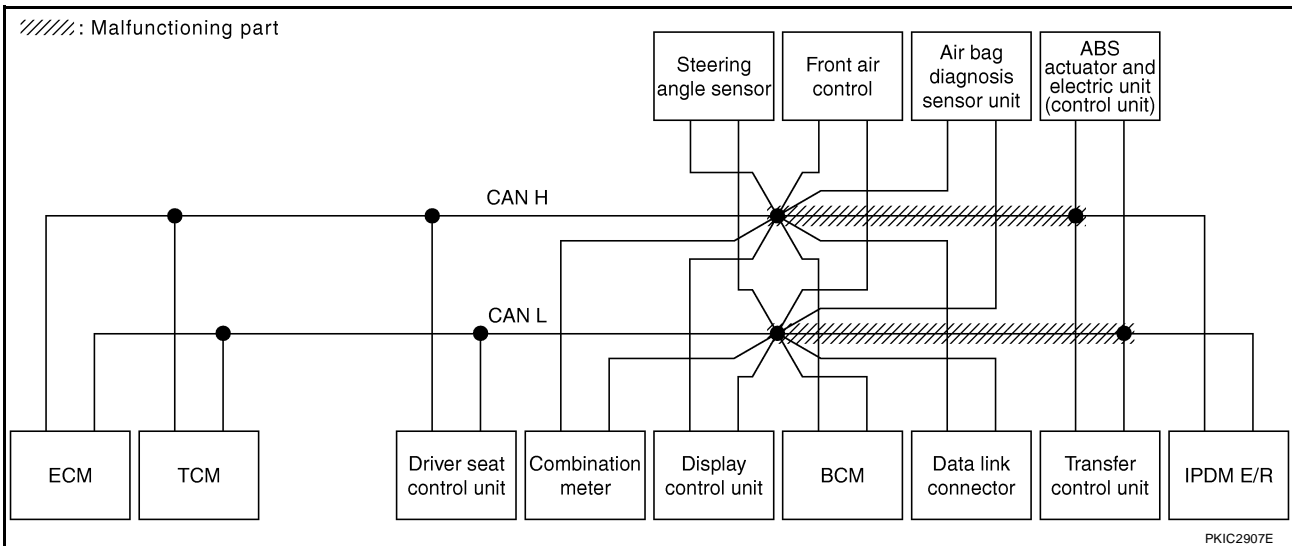 : Malfunctioning part
Steering
angle sensor
Front air
control
Air bag
diagnosis
sensor unit
ABS
actuator and
electric unit
(control unit)
CAN H
CAN L
ECM
TCM
Driver seat
control unit
Combination
meter
Display
control unit
BCM
Data link
connector
Transfer
control unit
IPDM E/R
PKIC2907E